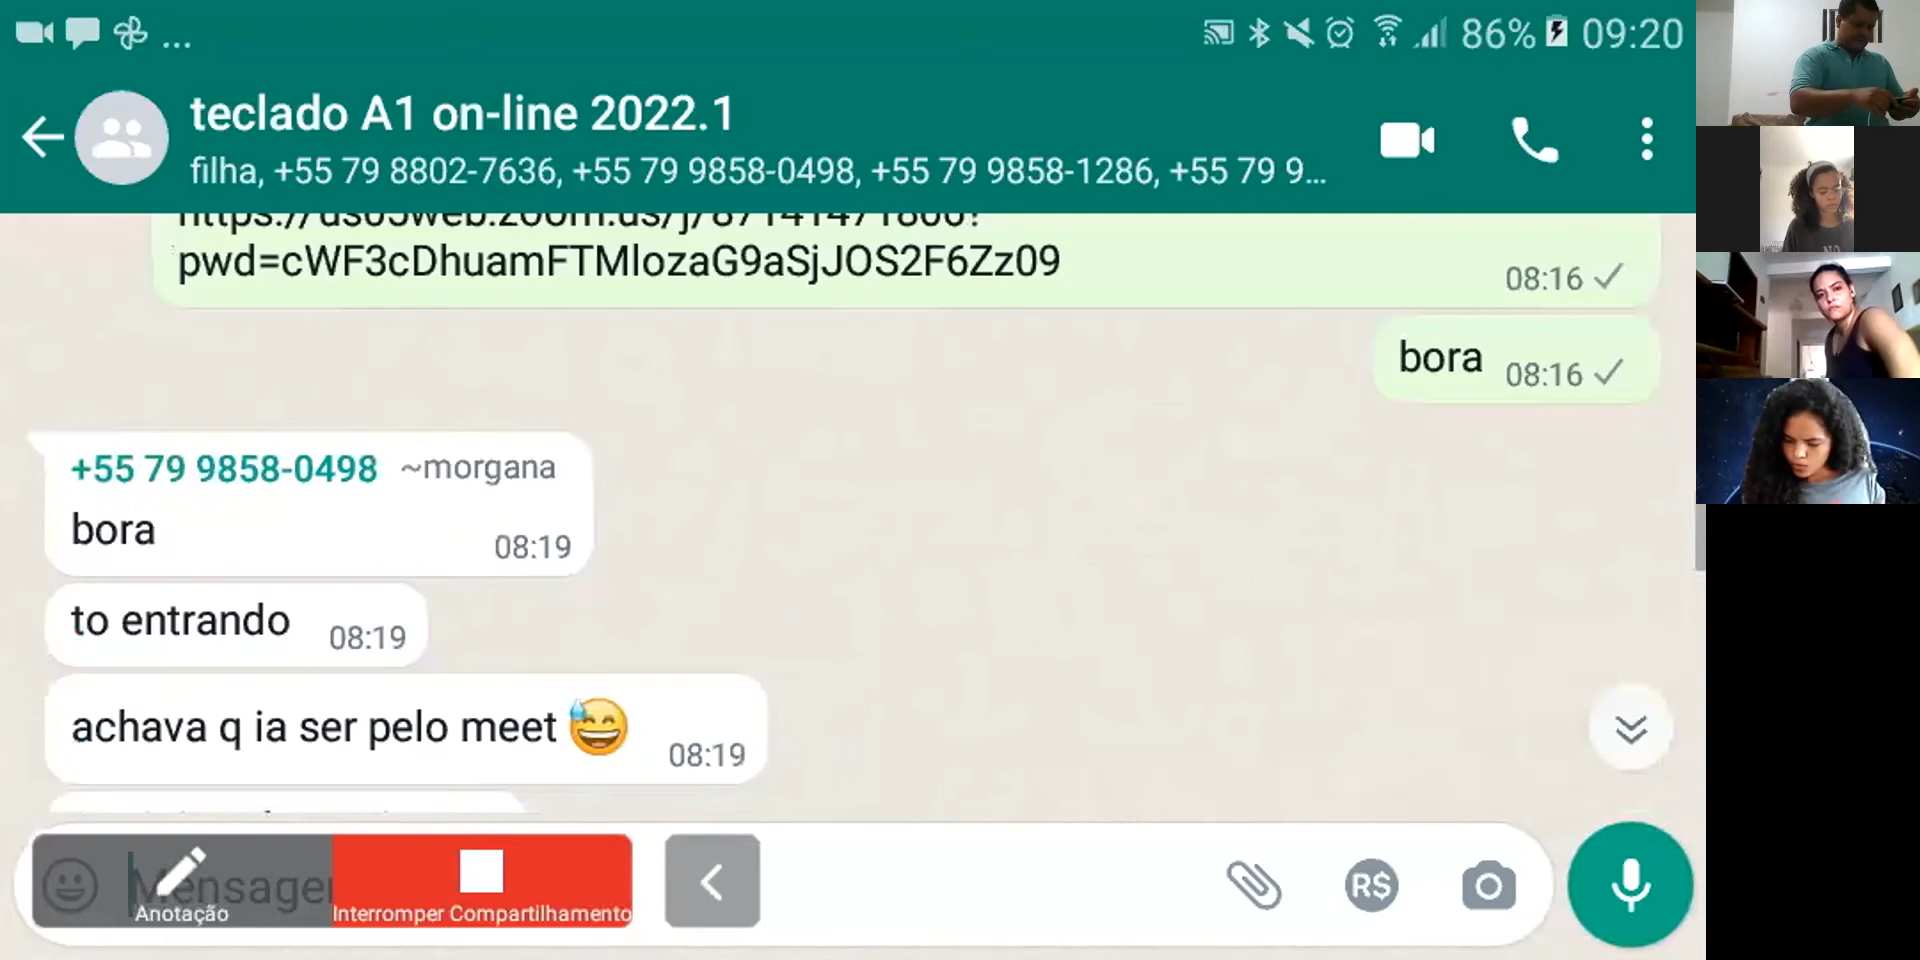 ... 86% 09:20
teclado A1 on-line 2022.1
filha, +55 79 8802-7636, +55 79 9858-0498, +55 79 9858-1286, +55 79 9...
pwd=cWF3cDhuamFTMlozaG9aSjJOS2F6Zz09
08:16
bora 08:16
+55 79 9858-0498 ~morgana
bora
08:19
to entrando 08:19
achava q ia ser pelo meet 😅 08:19
Mensagem
R$
Anotação
Interromper Compartilhamento